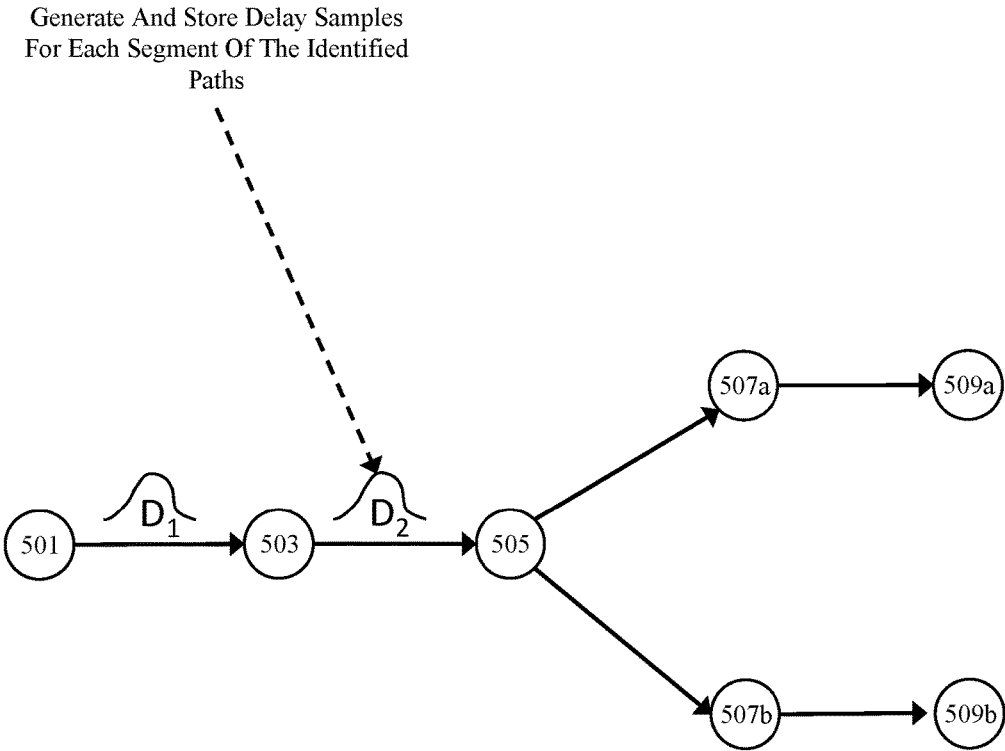 Generate And Store Delay Samples
For Each Segment Of The Identified
Paths
507a
509a
D1
D2
501
503
505
507b
509b